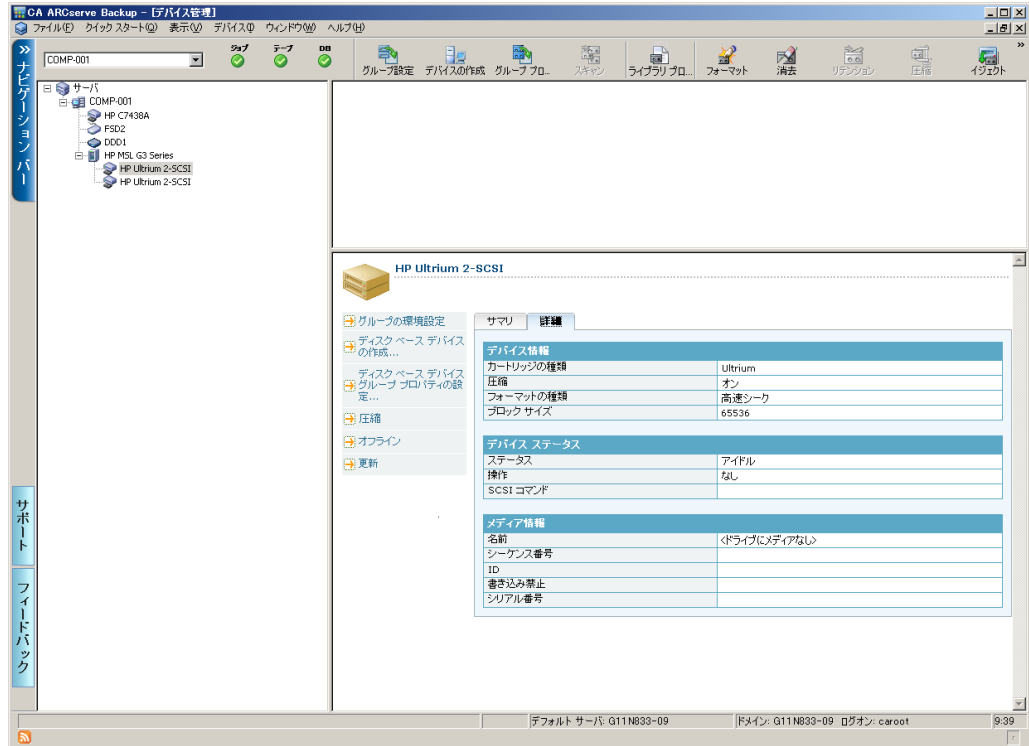 CA ARCserve Backup - [デバイス管理]
ファイル(F) クイック スタート(Q) 表示(V) デバイス(I) ウィンドウ(W) ヘルプ(H)
COMP-001
ジョブ テープ DB
グループ設定 デバイスの作成 グループ プロ... スキャン ライブラリ プロ... フォーマット 消去 リテンション 圧縮 イジェクト
ナビゲーション バー
サーバ
COMP-001
HP C7438A
FSD2
DDD1
HP MSL G3 Series
HP Ultrium 2-SCSI
HP Ultrium 2-SCSI
HP Ultrium 2-SCSI
グループの環境設定
ディスク ベース デバイス
の作成...
ディスク ベース デバイス
グループ プロパティの設
定...
圧縮
オフライン
更新
サマリ 詳細
デバイス情報
カートリッジの種類 Ultrium
圧縮 オン
フォーマットの種類 高速シーク
ブロック サイズ 65536
デバイス ステータス
ステータス アイドル
操作 なし
SCSI コマンド
メディア情報
名前 <ドライブにメディアなし>
シーケンス番号
ID
書き込み禁止
シリアル番号
サポート
フィードバック
デフォルト サーバ: G11N833-09 ドメイン: G11N833-09 ログオン: caroot 9:39